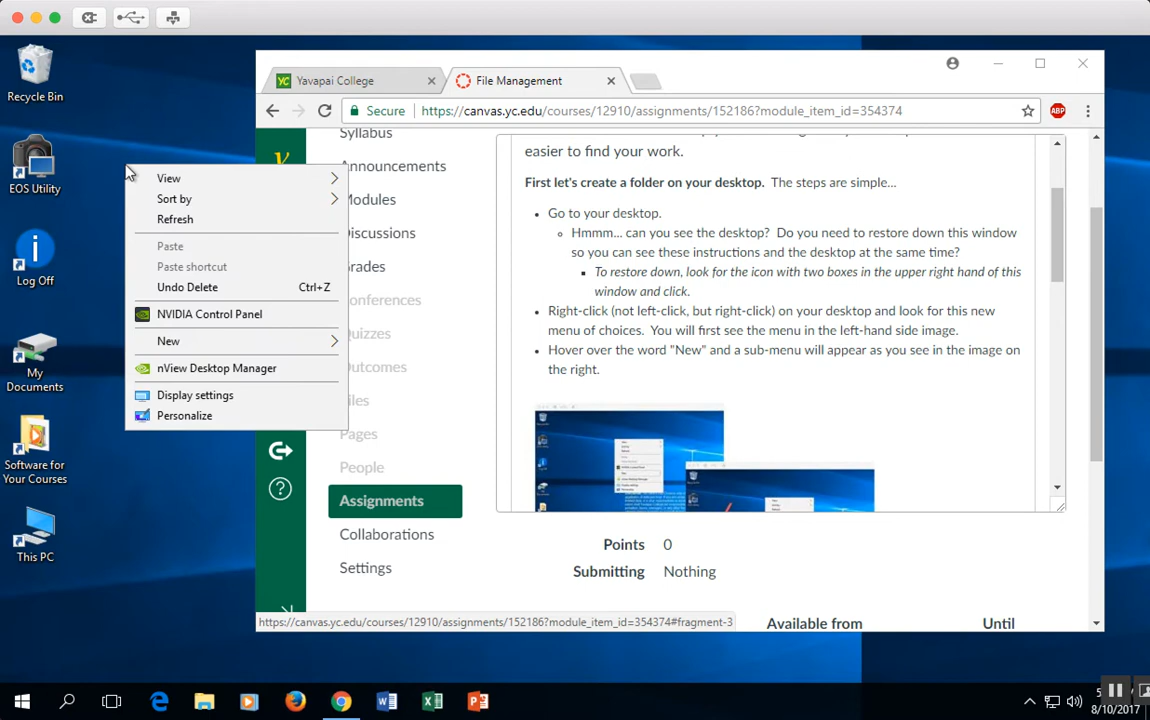 Recycle Bin
EOS Utility
Log Off
My
Documents
Software for
Your Courses
This PC
View
Sort by
Refresh
Paste
Paste shortcut
Undo Delete Ctrl+Z
NVIDIA Control Panel
New
nView Desktop Manager
Display settings
Personalize
YC Yavapai College
File Management
Secure https://canvas.yc.edu/courses/12910/assignments/152186?module_item_id=354374
ABP
Syllabus
Announcements
Modules
Discussions
Grades
Conferences
Quizzes
Outcomes
Files
Pages
People
Assignments
Collaborations
Settings
easier to find your work.
First let's create a folder on your desktop. The steps are simple...
• Go to your desktop.
Hmmm... can you see the desktop? Do you need to restore down this window
so you can see these instructions and the desktop at the same time?
To restore down, look for the icon with two boxes in the upper right hand of this
window and click.
• Right-click (not left-click, but right-click) on your desktop and look for this new
menu of choices. You will first see the menu in the left-hand side image.
• Hover over the word "New" and a sub-menu will appear as you see in the image on
the right.
Points 0
Submitting Nothing
Available from Until
https://canvas.yc.edu/courses/12910/assignments/152186?module_item_id=354374#fragment-3
8/10/2017